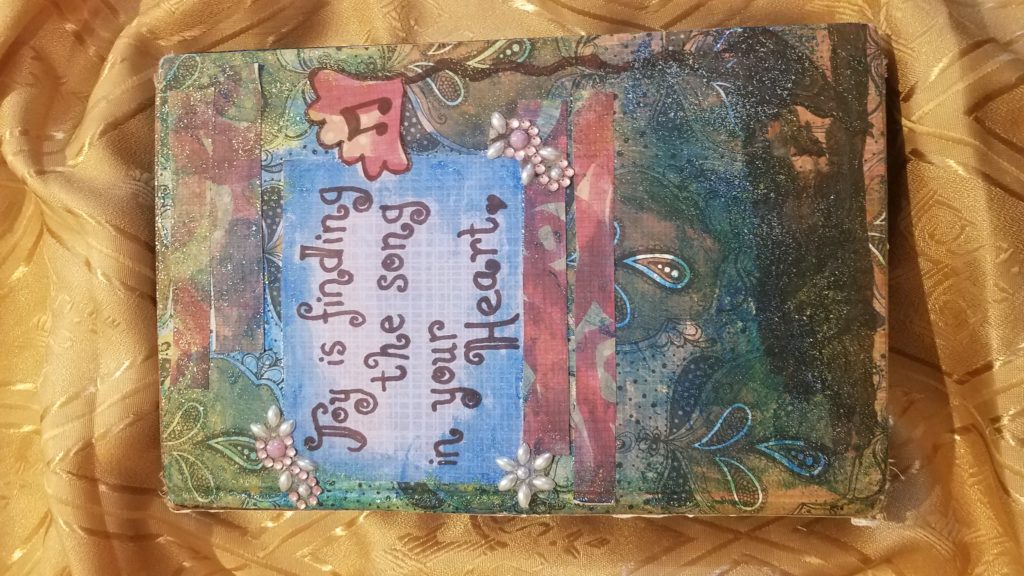 Joy is finding
the song
in your
Heart